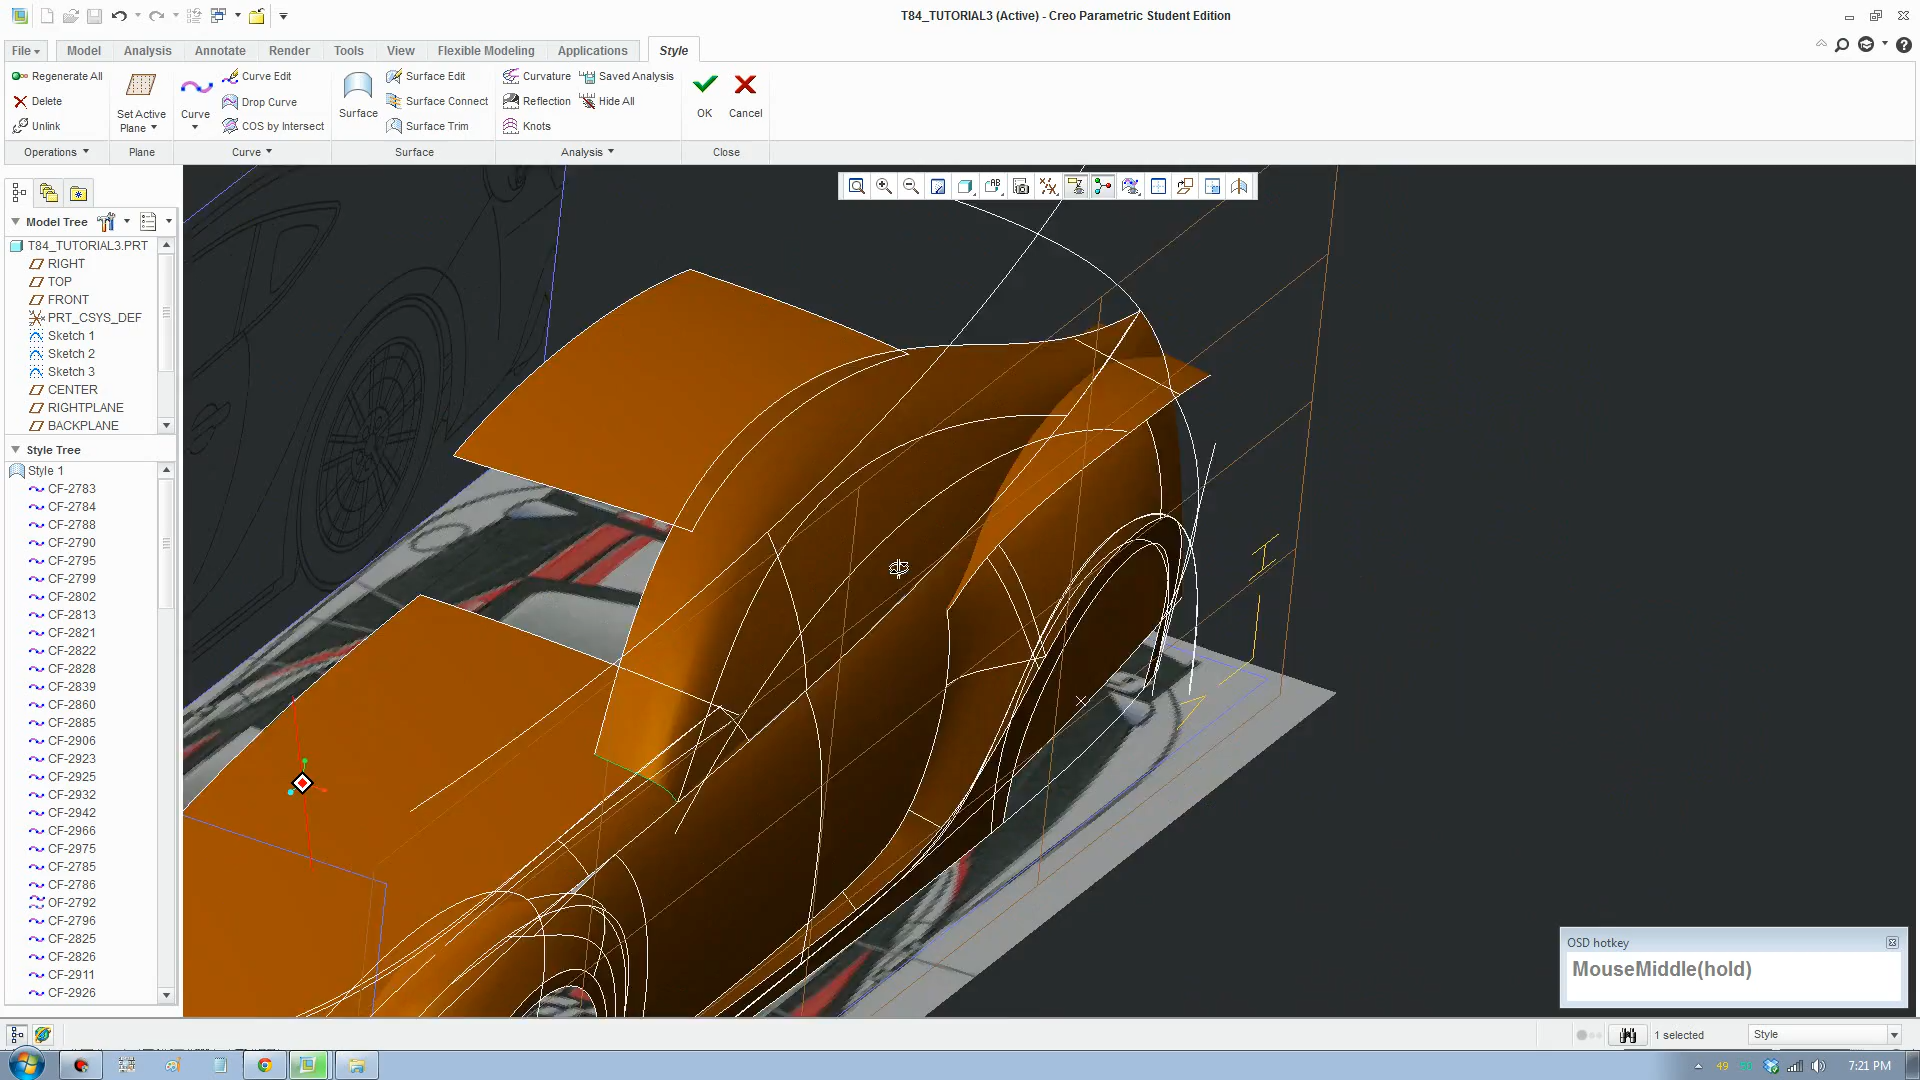 T84_TUTORIAL3 (Active) - Creo Parametric Student Edition
File
Model
Analysis
Annotate
Render
Tools
View
Flexible Modeling
Applications
Style
Regenerate All
Delete
Unlink
Operations
Set Active
Plane
Plane
Curve
Curve Edit
Drop Curve
COS by Intersect
Curve
Surface
Surface Edit
Surface Connect
Surface Trim
Surface
Curvature
Reflection
Knots
Saved Analysis
Hide All
Analysis
OK
Cancel
Close
Model Tree
T84_TUTORIAL3.PRT
RIGHT
TOP
FRONT
PRT_CSYS_DEF
Sketch 1
Sketch 2
Sketch 3
CENTER
RIGHTPLANE
BACKPLANE
Style Tree
Style 1
CF-2783
CF-2784
CF-2788
CF-2790
CF-2795
CF-2799
CF-2802
CF-2813
CF-2821
CF-2822
CF-2828
CF-2839
CF-2860
CF-2885
CF-2906
CF-2923
CF-2925
CF-2932
CF-2942
CF-2966
CF-2975
CF-2785
CF-2786
OF-2792
CF-2796
CF-2825
CF-2826
CF-2911
CF-2926
OSD hotkey
MouseMiddle(hold)
1 selected
Style
49
7:21 PM